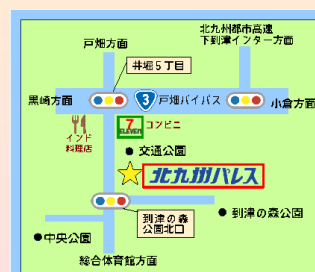 北九州都市高速
下到津インター方面
戸畑方面
井堀5丁目
黒崎方面
3
戸畑バイパス
小倉方面
7
ELEVEN
コンビニ
インド
料理店
●交通公園
北九州パレス
到津の森
公園北口
●到津の森公園
●中央公園
総合体育館方面